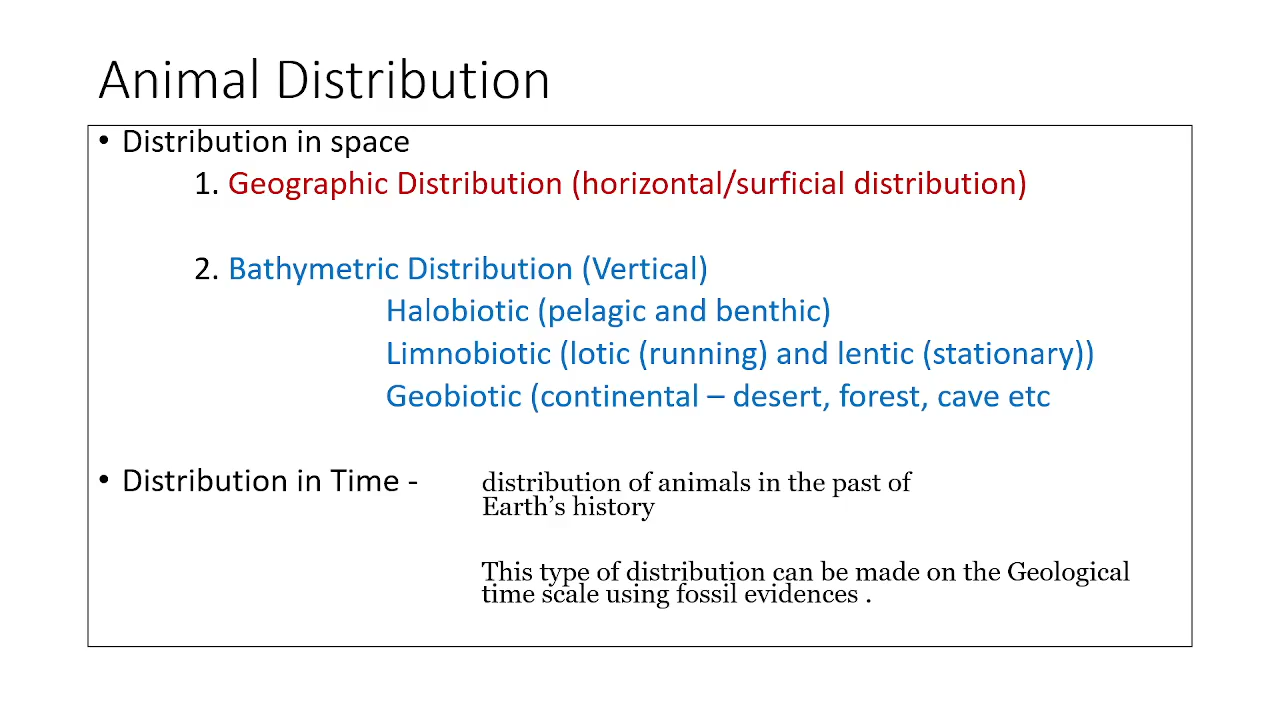 Animal Distribution
• Distribution in space
1. Geographic Distribution (horizontal/surficial distribution)
2. Bathymetric Distribution (Vertical)
Halobiotic (pelagic and benthic)
Limnobiotic (lotic (running) and lentic (stationary))
Geobiotic (continental – desert, forest, cave etc
• Distribution in Time - distribution of animals in the past of
Earth’s history
This type of distribution can be made on the Geological
time scale using fossil evidences .